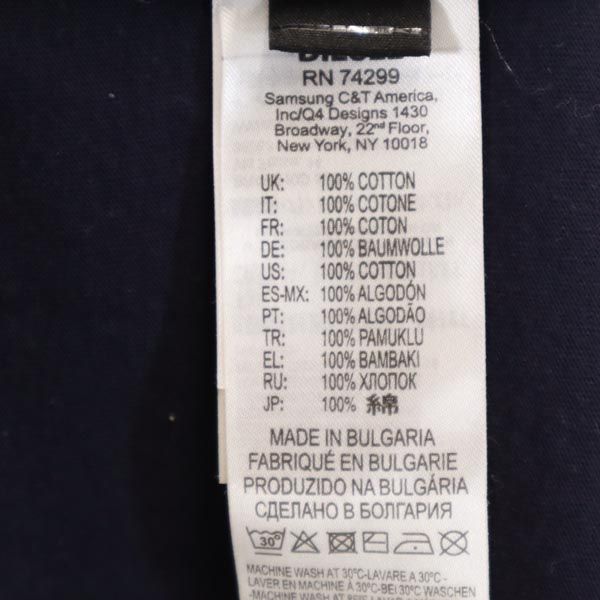 RN 74299
Samsung C&T America,
Inc/Q4 Designs 1430
Broadway, 22nd Floor,
New York, NY 10018
UK: 100% COTTON
IT: 100% COTONE
FR: 100% COTON
DE: 100% BAUMWOLLE
US: 100% COTTON
ES-MX: 100% ALGODÓN
PT: 100% ALGODÃO
TR: 100% PAMUKLU
EL: 100% BAMBAKI
RU: 100% ХЛОПОК
JP: 100% 綿
MADE IN BULGARIA
FABRIQUÉ EN BULGARIE
PRODUZIDO NA BULGÁRIA
СДЕЛАНО В БОЛГАРИЯ
30°
MACHINE WASH AT 30°C-LAVARE A 30°C -
LAVER EN MACHINE À 30°C-BEI 30°C WASCHEN